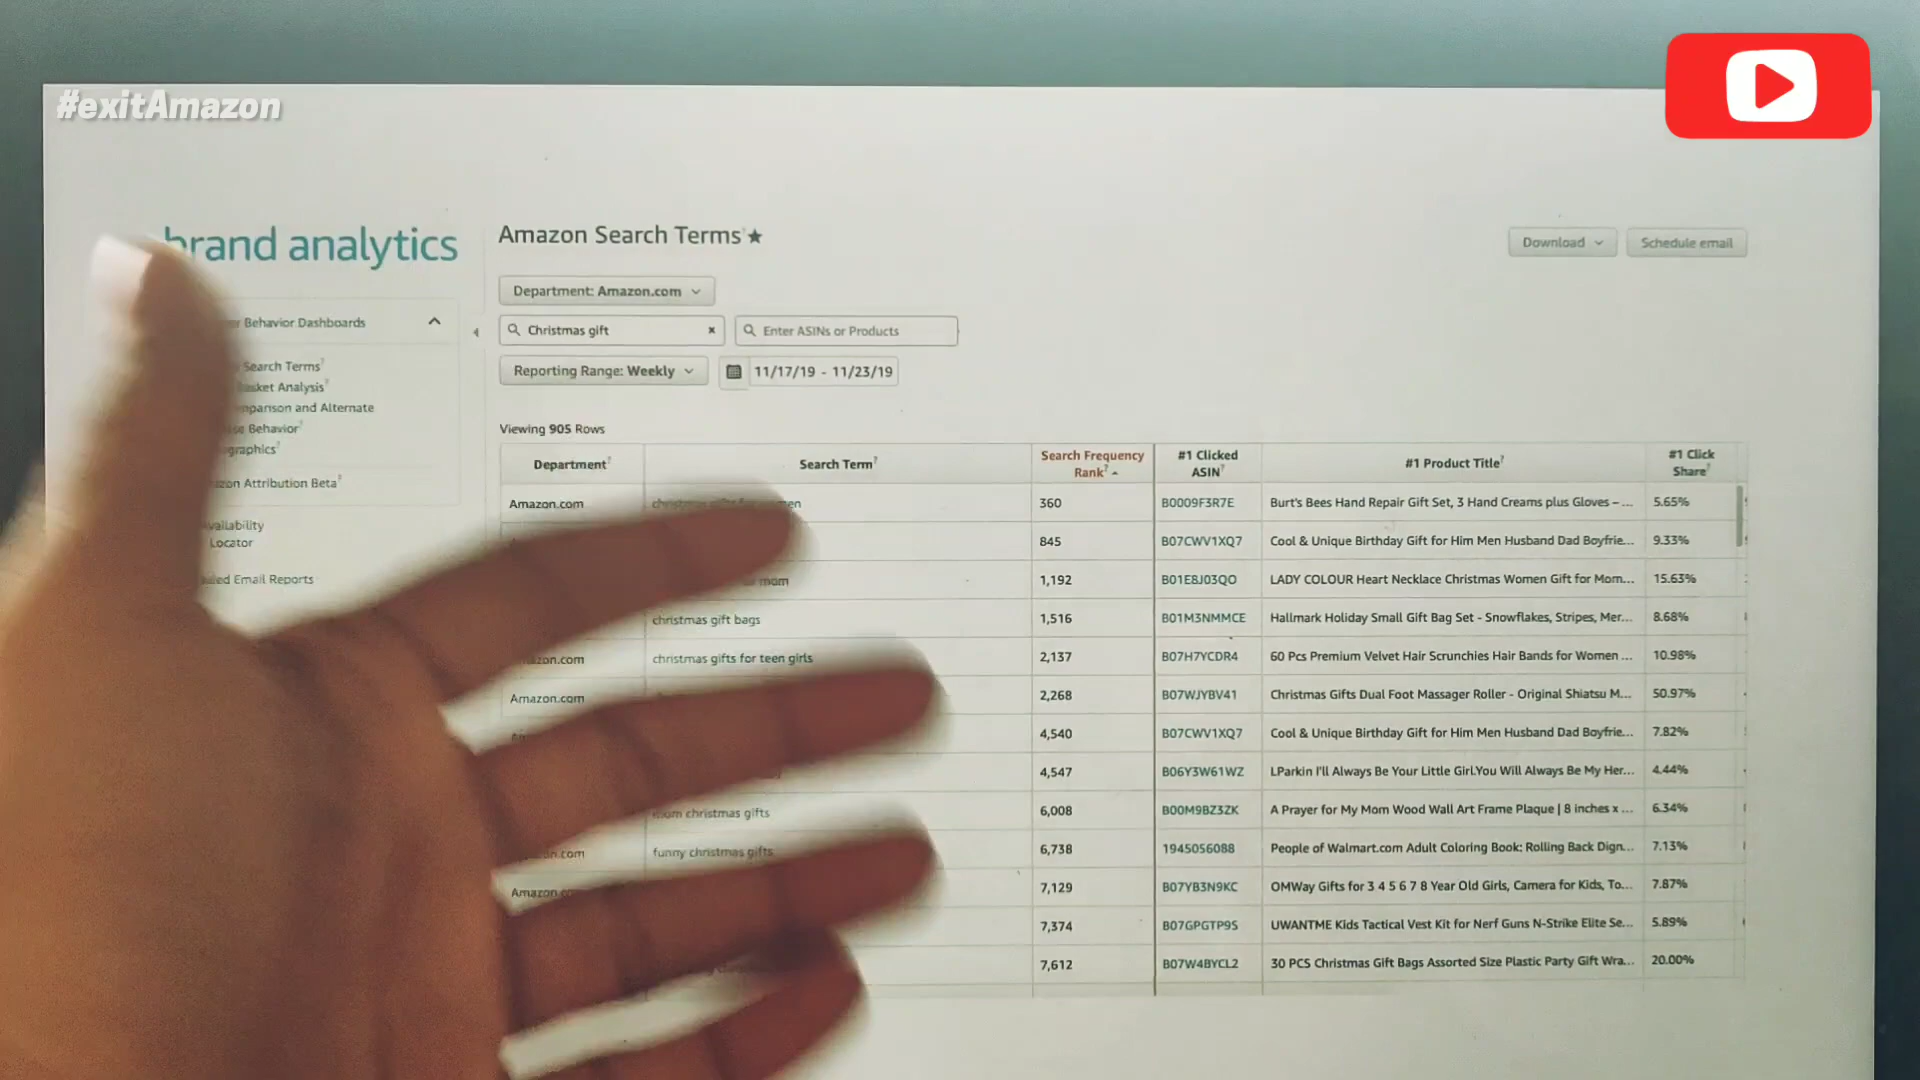 #exitAmazon
brand analytics
Amazon Search Terms
Download
Schedule email
Department: Amazon.com
Behavior Dashboards
Christmas gift
Enter ASINs or Products
Search Terms
Analysis
and Alternate
Behavior
Attribution Beta
Locator
Email Reports
Reporting Range: Weekly
11/17/19 - 11/23/19
Viewing 905 Rows
Department Search Term Search Frequency Rank #1 Clicked ASIN #1 Product Title #1 Click Share
Amazon.com christmas gifts for 360 B0009F3R7E Burt's Bees Hand Repair Gift Set, 3 Hand Creams plus Gloves – ... 5.65%
845 B07CWV1XQ7 Cool & Unique Birthday Gift for Him Men Husband Dad Boyfrie... 9.33%
mom 1,192 B01E8J03QO LADY COLOUR Heart Necklace Christmas Women Gift for Mom... 15.63%
christmas gift bags 1,516 B01M3NMMCE Hallmark Holiday Small Gift Bag Set - Snowflakes, Stripes, Mer... 8.68%
christmas gifts for teen girls 2,137 B07H7YCDR4 60 Pcs Premium Velvet Hair Scrunchies Hair Bands for Women ... 10.98%
Amazon.com 2,268 B07WJYBV41 Christmas Gifts Dual Foot Massager Roller - Original Shiatsu M... 50.97%
4,540 B07CWV1XQ7 Cool & Unique Birthday Gift for Him Men Husband Dad Boyfrie... 7.82%
4,547 B06Y3W61WZ LParkin I'll Always Be Your Little Girl.You Will Always Be My Her... 4.44%
mom christmas gifts 6,008 B00M9BZ3ZK A Prayer for My Mom Wood Wall Art Frame Plaque | 8 inches x ... 6.34%
funny christmas gifts 6,738 1945056088 People of Walmart.com Adult Coloring Book: Rolling Back Dign... 7.13%
7,129 B07YB3N9KC OMWay Gifts for 3 4 5 6 7 8 Year Old Girls, Camera for Kids, To... 7.87%
7,374 B07GPGTP9S UWANTME Kids Tactical Vest Kit for Nerf Guns N-Strike Elite Se... 5.89%
7,612 B07W4BYCL2 30 PCS Christmas Gift Bags Assorted Size Plastic Party Gift Wra... 20.00%